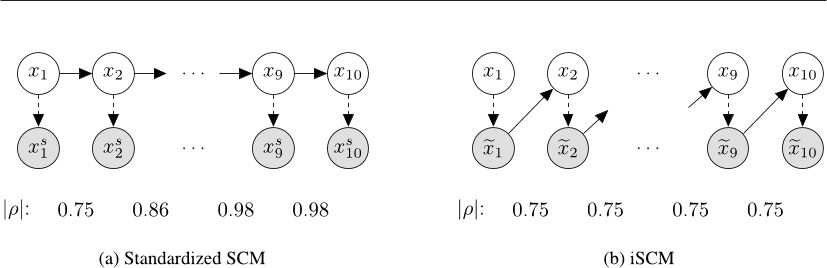 x₁ x₂ ··· x₉ x₁₀ x₁ x₂ ··· x₉ x₁₀
x₁ˢ x₂ˢ ··· x₉ˢ x₁₀ˢ x̃₁ x̃₂ ··· x̃₉ x̃₁₀
|ρ|: 0.75 0.86 0.98 0.98 |ρ|: 0.75 0.75 0.75 0.75
(a) Standardized SCM (b) iSCM